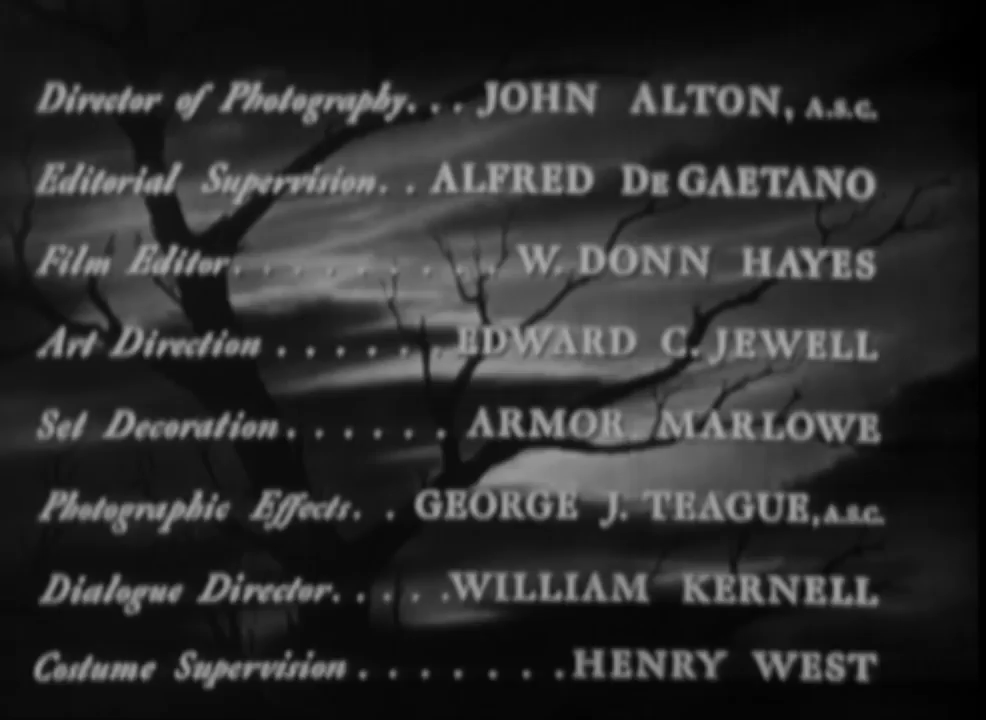 Director of Photography. . . JOHN ALTON, A.S.C.
Editorial Supervision. . ALFRED DE GAETANO
Film Editor. . . . . . . . . . W. DONN HAYES
Art Direction . . . . . . . EDWARD C. JEWELL
Set Decoration. . . . . . . ARMOR MARLOWE
Photographic Effects. . . GEORGE J. TEAGUE, A.S.C.
Dialogue Director. . . . .WILLIAM KERNELL
Costume Supervision . . . . . . .HENRY WEST